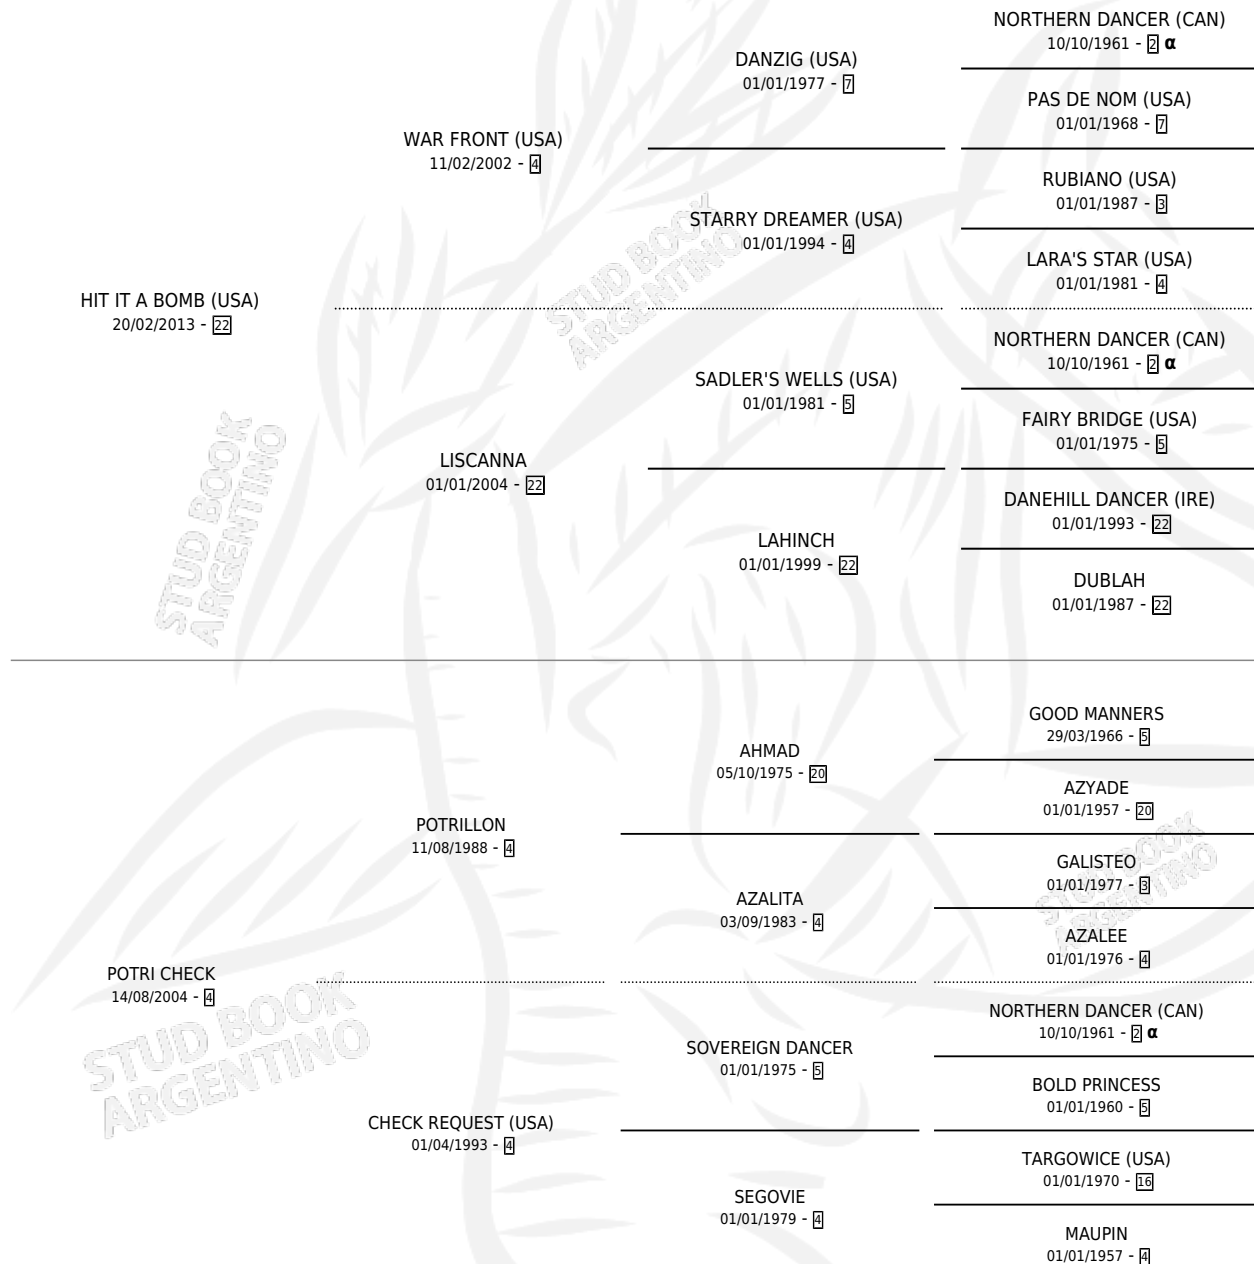 NORTHERN DANCER (CAN)
10/10/1961 - 2 α
DANZIG (USA)
01/01/1977 - 7
PAS DE NOM (USA)
01/01/1968 - 7
WAR FRONT (USA)
11/02/2002 - 4
RUBIANO (USA)
01/01/1987 - 3
STARRY DREAMER (USA)
01/01/1994 - 4
LARA'S STAR (USA)
01/01/1981 - 4
HIT IT A BOMB (USA)
20/02/2013 - 22
NORTHERN DANCER (CAN)
10/10/1961 - 2 α
SADLER'S WELLS (USA)
01/01/1981 - 5
FAIRY BRIDGE (USA)
01/01/1975 - 5
LISCANNA
01/01/2004 - 22
DANEHILL DANCER (IRE)
01/01/1993 - 22
LAHINCH
01/01/1999 - 22
DUBLAH
01/01/1987 - 22
GOOD MANNERS
29/03/1966 - 5
AHMAD
05/10/1975 - 20
AZYADE
01/01/1957 - 20
POTRILLON
11/08/1988 - 4
GALISTEO
01/01/1977 - 3
AZALITA
03/09/1983 - 4
AZALEE
01/01/1976 - 4
POTRI CHECK
14/08/2004 - 4
NORTHERN DANCER (CAN)
10/10/1961 - 2 α
SOVEREIGN DANCER
01/01/1975 - 5
BOLD PRINCESS
01/01/1960 - 5
CHECK REQUEST (USA)
01/04/1993 - 4
TARGOWICE (USA)
01/01/1970 - 16
SEGOVIE
01/01/1979 - 4
MAUPIN
01/01/1957 - 4
STUD BOOK
ARGENTINO
STUD BOOK
ARGENTINO
STUD BOOK
ARGENTINO
STUD BOOK
ARGENTINO